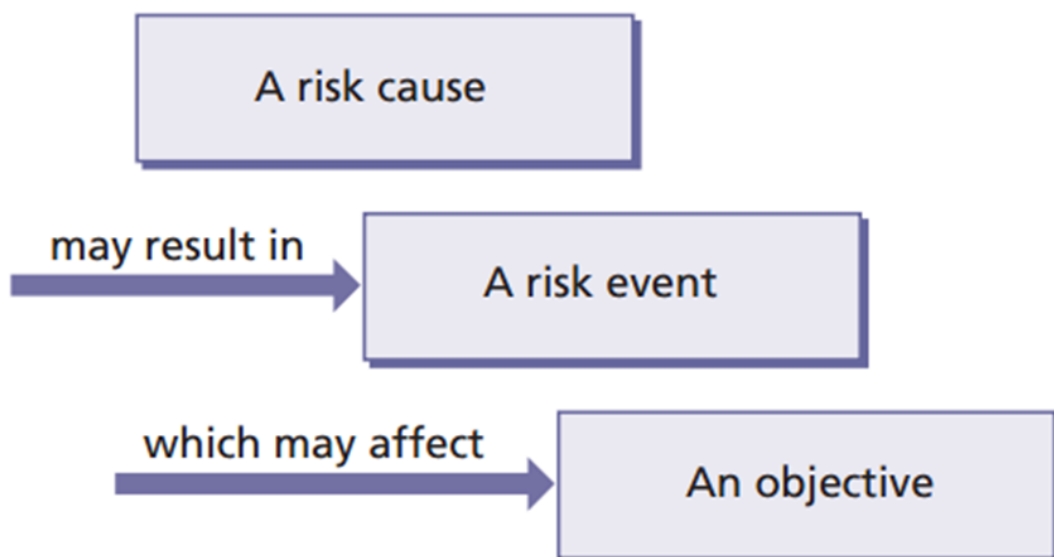 A risk cause
may result in
A risk event
which may affect
An objective